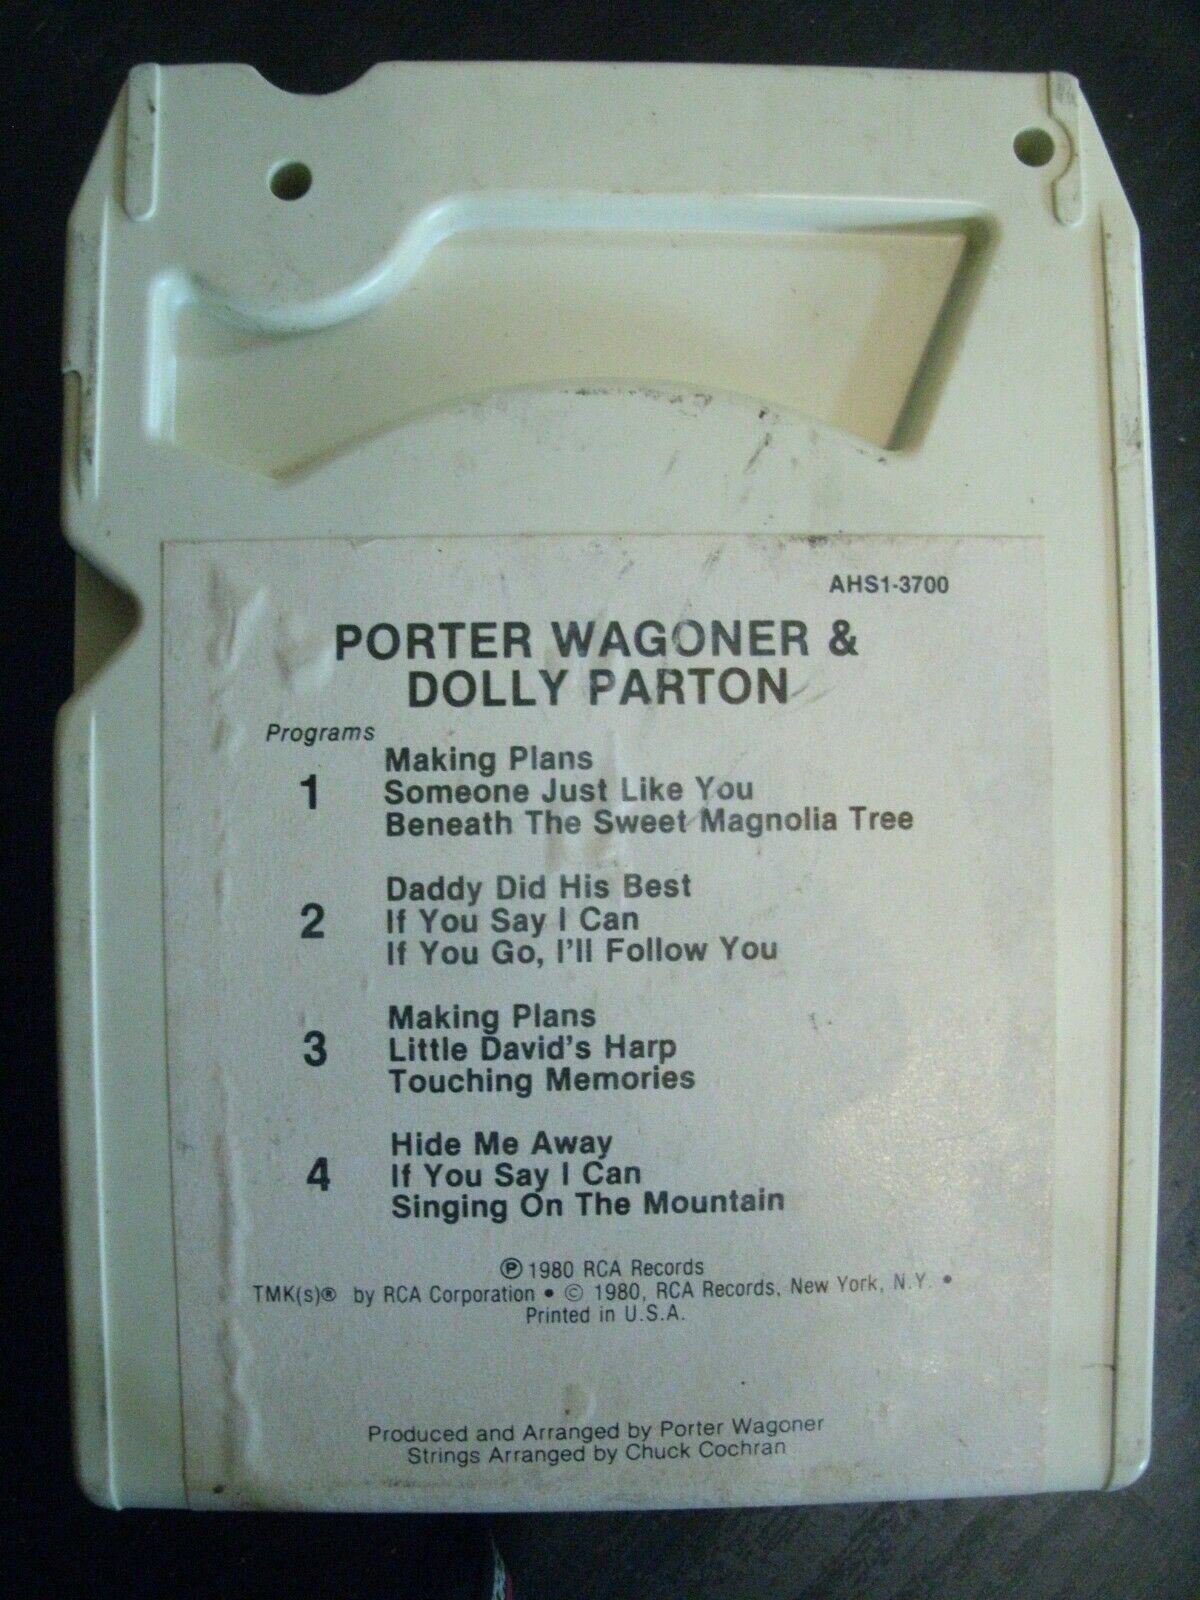 AHS1-3700
PORTER WAGONER &
DOLLY PARTON
Programs
1
Making Plans
Someone Just Like You
Beneath The Sweet Magnolia Tree
2
Daddy Did His Best
If You Say I Can
If You Go, I'll Follow You
3
Making Plans
Little David's Harp
Touching Memories
4
Hide Me Away
If You Say I Can
Singing On The Mountain
℗ 1980 RCA Records
TMK(s)® by RCA Corporation • © 1980, RCA Records, New York, N.Y. •
Printed in U.S.A.
Produced and Arranged by Porter Wagoner
Strings Arranged by Chuck Cochran